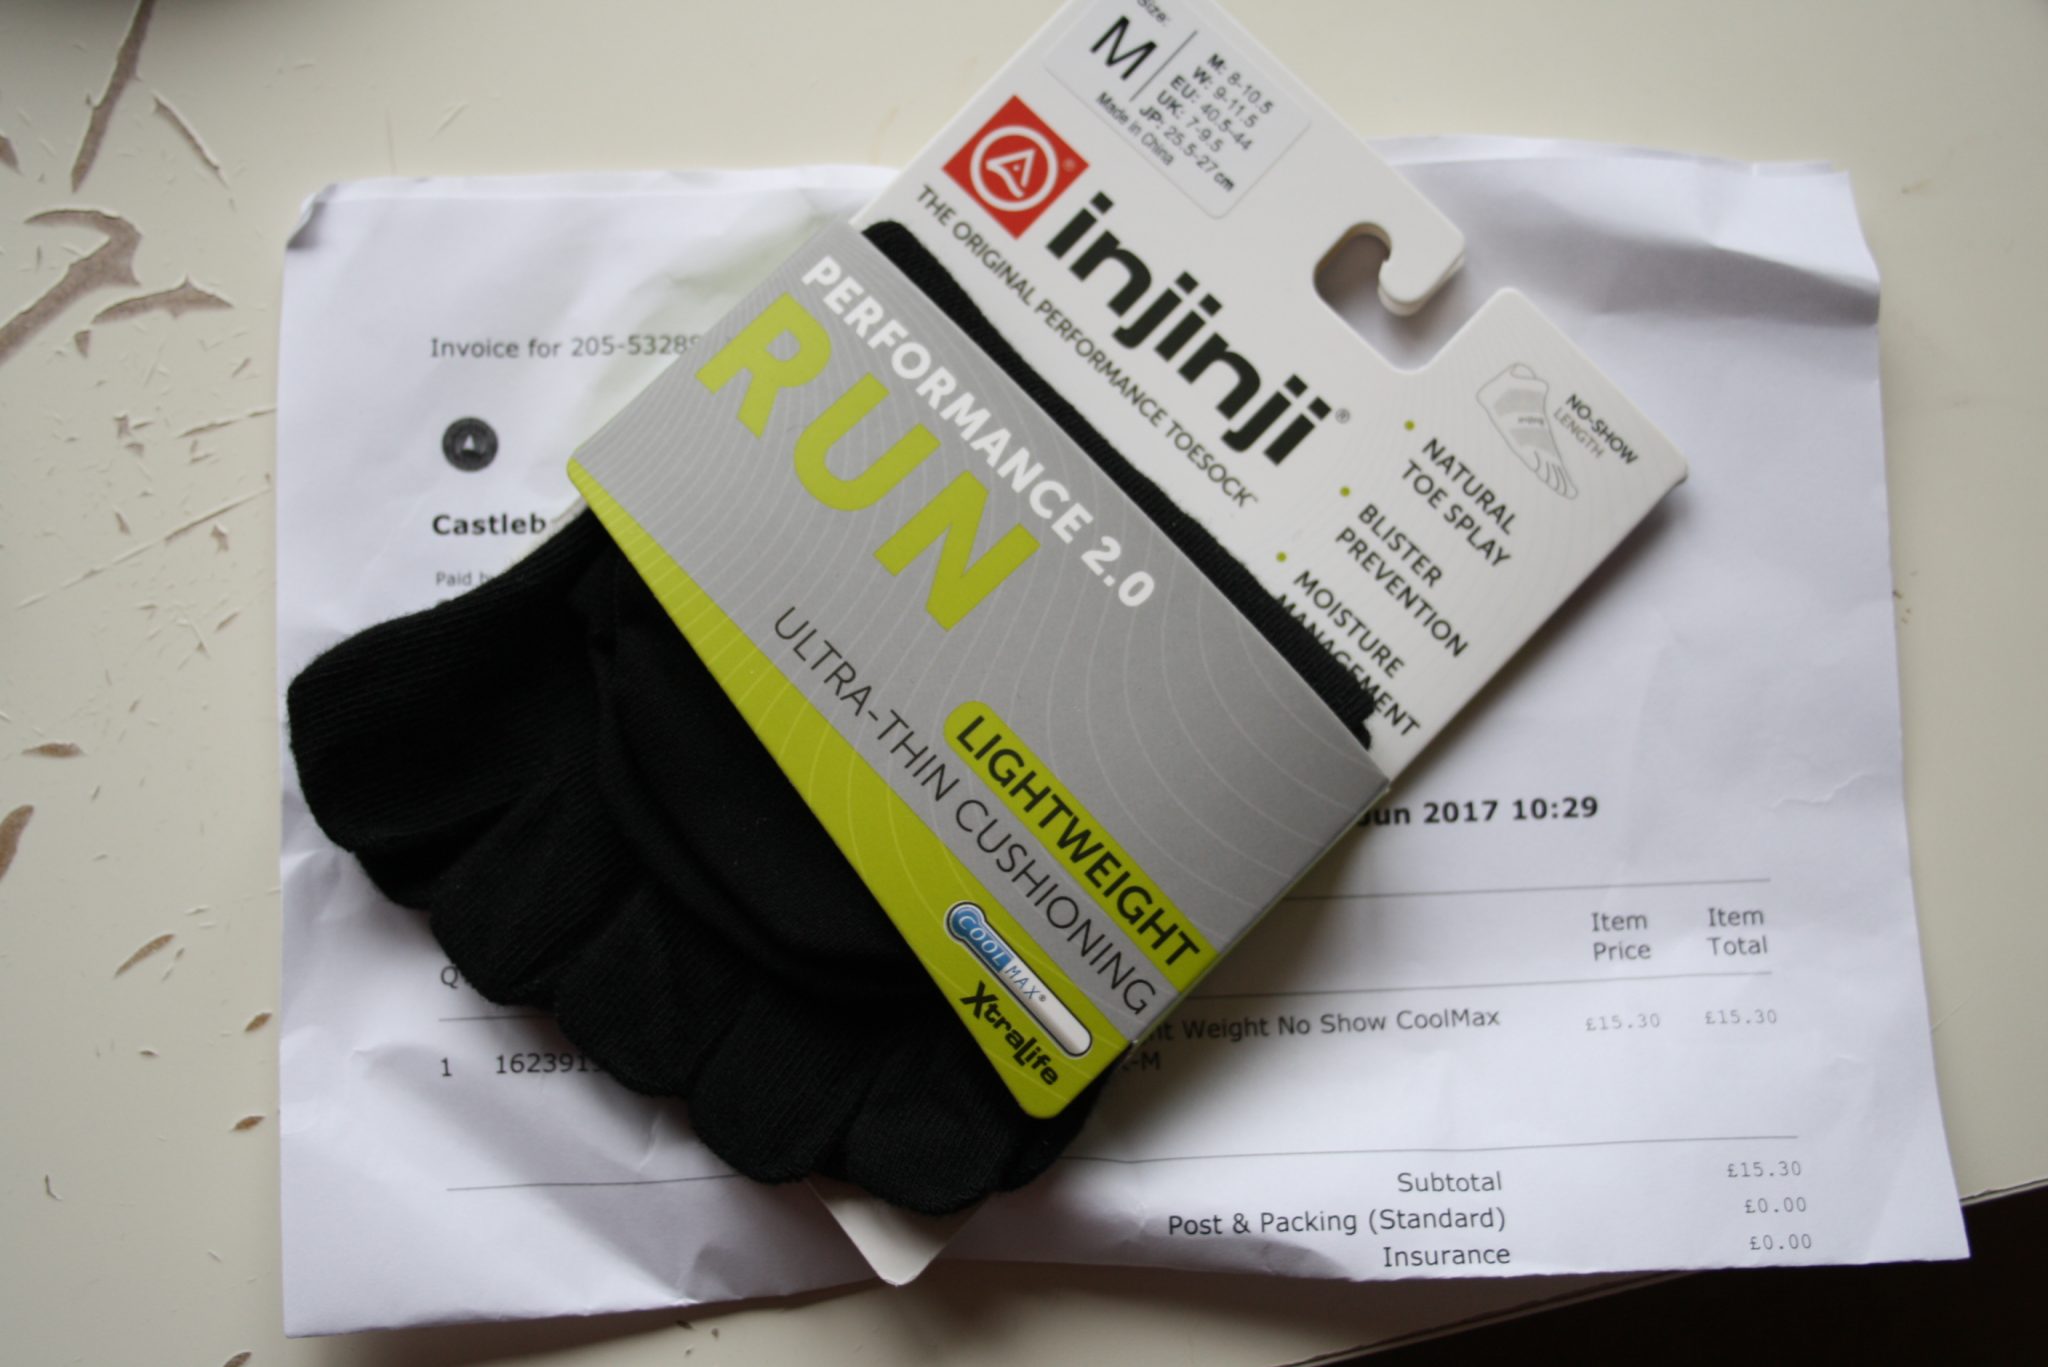 Size:
M
M: 8-10.5
W: 9-11.5
EU: 40.5-44
UK: 7-9.5
JP: 25.5-27cm
Made in China
injinji®
THE ORIGINAL PERFORMANCE TOESOCK
NO-SHOW
LENGTH
• NATURAL
TOE SPLAY
• BLISTER
PREVENTION
• MOISTURE
MANAGEMENT
PERFORMANCE 2.0
RUN
LIGHTWEIGHT
ULTRA-THIN CUSHIONING
COOLMAX®
XtraLife
Invoice for 205-5328
Castleb
Paid
Jun 2017 10:29
Item Price
Item Total
Weight No Show CoolMax
£15.30 £15.30
-M
1 162391
Subtotal £15.30
Post & Packing (Standard) £0.00
Insurance £0.00